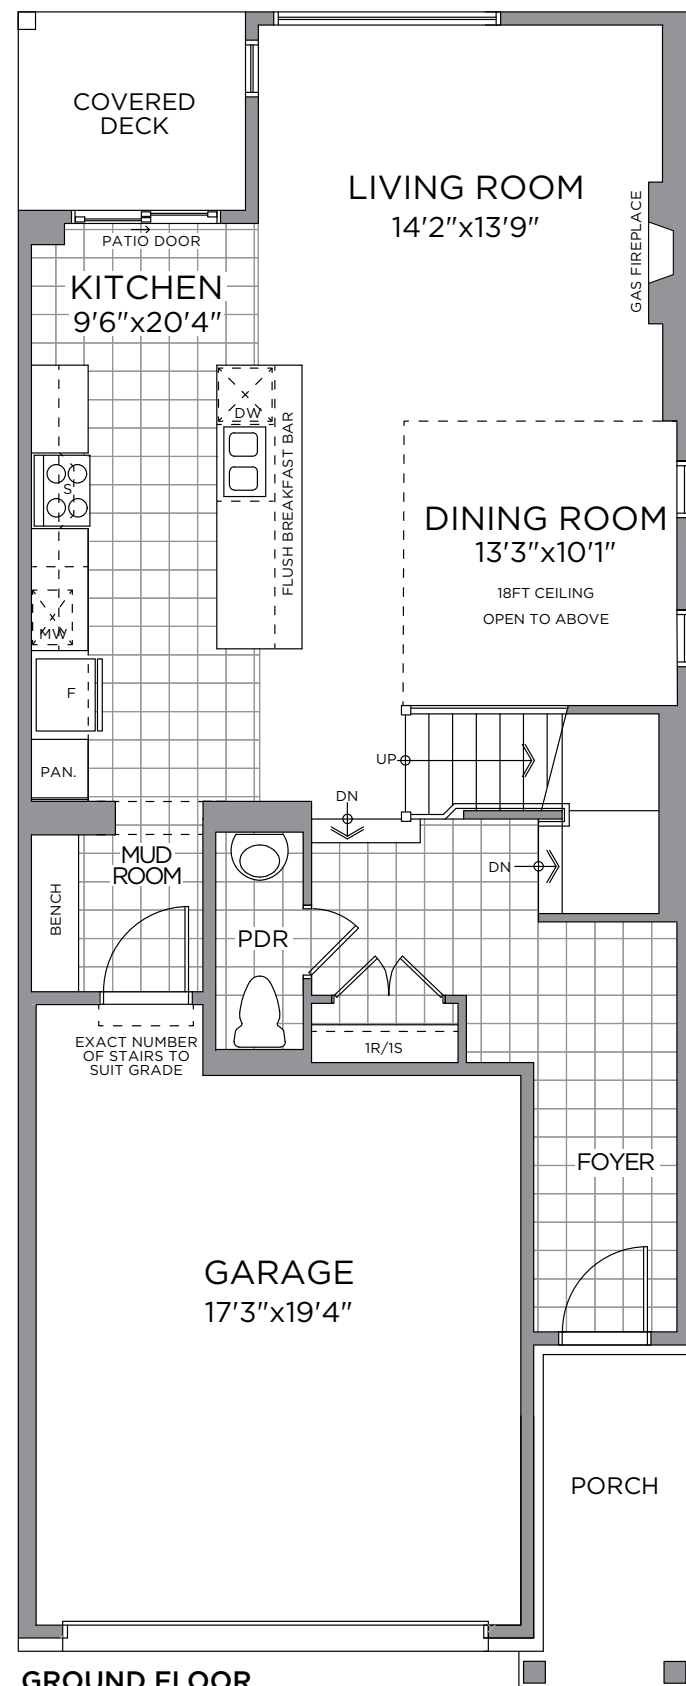 COVERED
DECK
LIVING ROOM
14'2"x13'9"
GAS FIREPLACE
PATIO DOOR
KITCHEN
9'6"x20'4"
DW
FLUSH BREAKFAST BAR
S
DINING ROOM
13'3"x10'1"
18FT CEILING
OPEN TO ABOVE
MW
F
PAN.
UP
DN
DN
MUD
ROOM
BENCH
PDR
EXACT NUMBER
OF STAIRS TO
SUIT GRADE
1R/1S
FOYER
GARAGE
17'3"x19'4"
PORCH
GROUND FLOOR